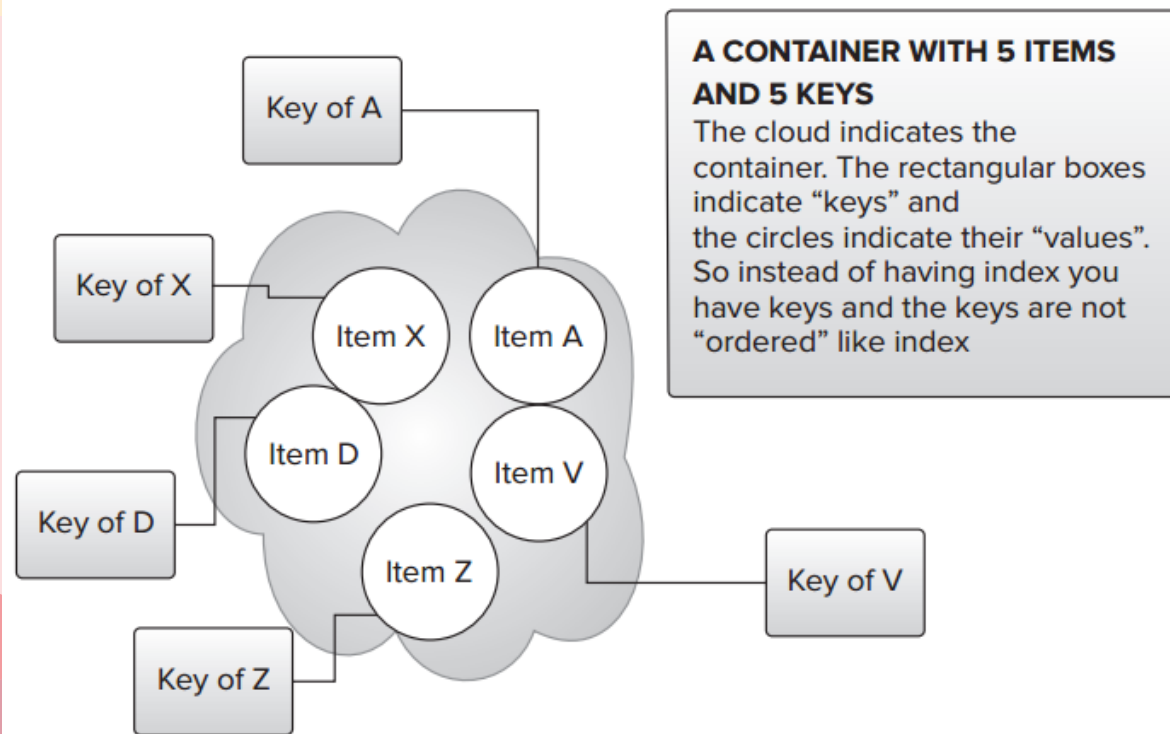 A CONTAINER WITH 5 ITEMS
AND 5 KEYS
The cloud indicates the
container. The rectangular boxes
indicate “keys” and
the circles indicate their “values”.
So instead of having index you
have keys and the keys are not
“ordered” like index
Key of A
Key of X
Item X
Item A
Item D
Item V
Key of D
Item Z
Key of V
Key of Z